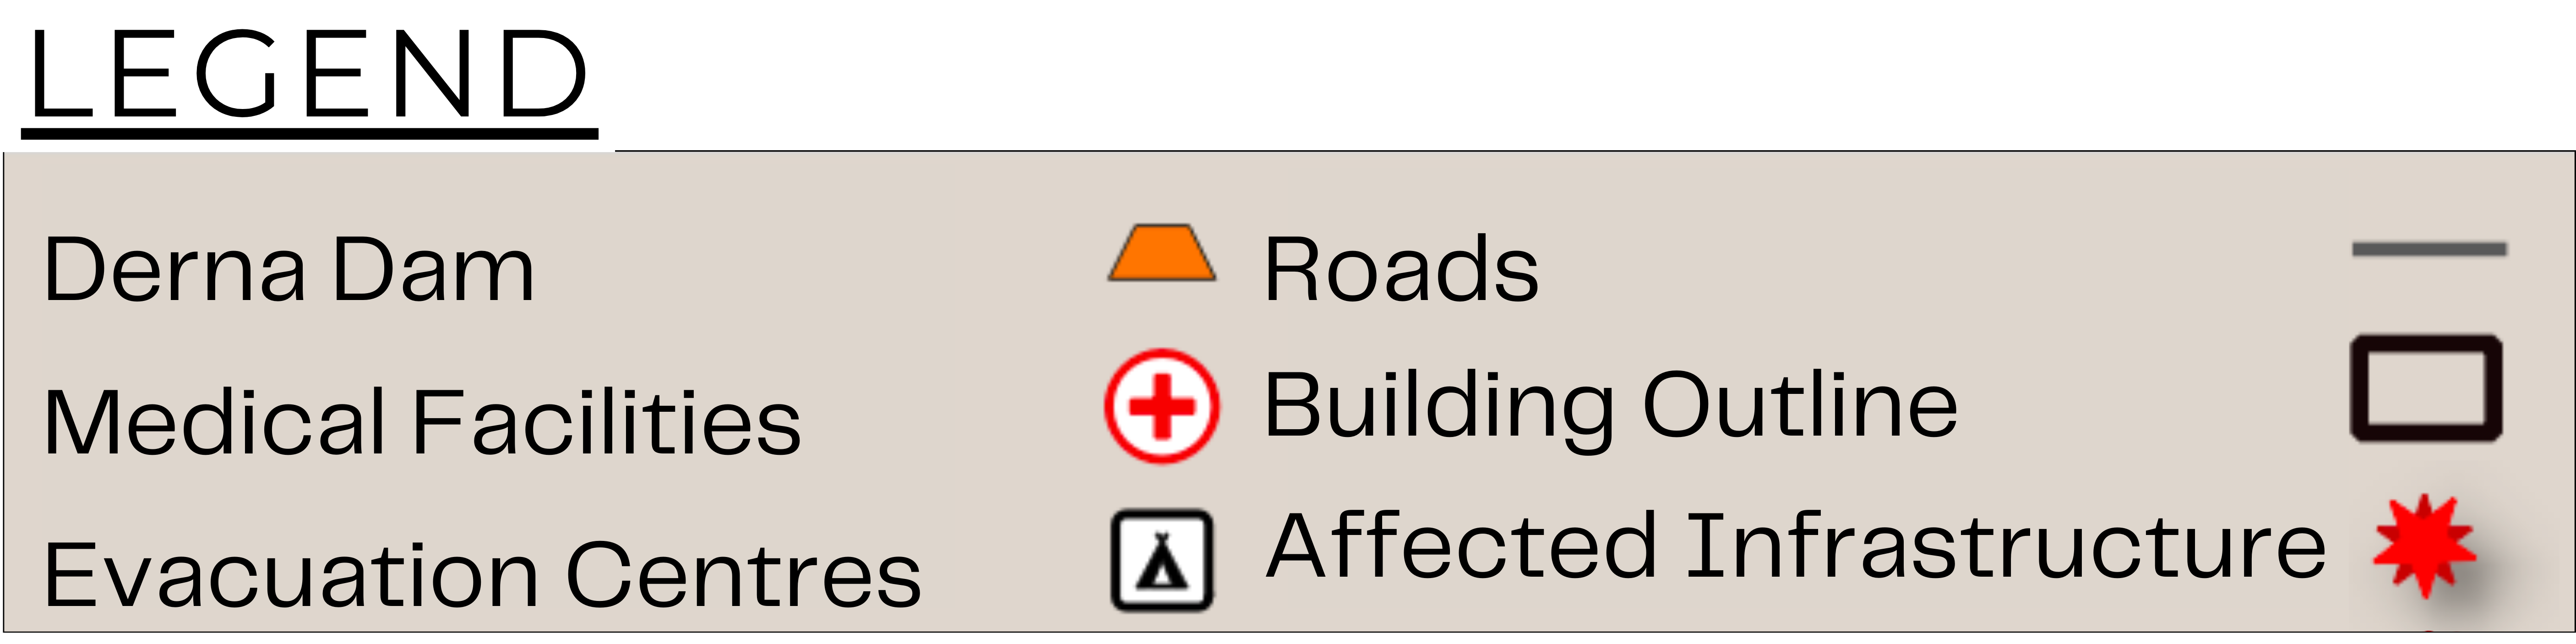 LEGEND
Derna Dam
Medical Facilities
Evacuation Centres
Roads
Building Outline
Affected Infrastructure